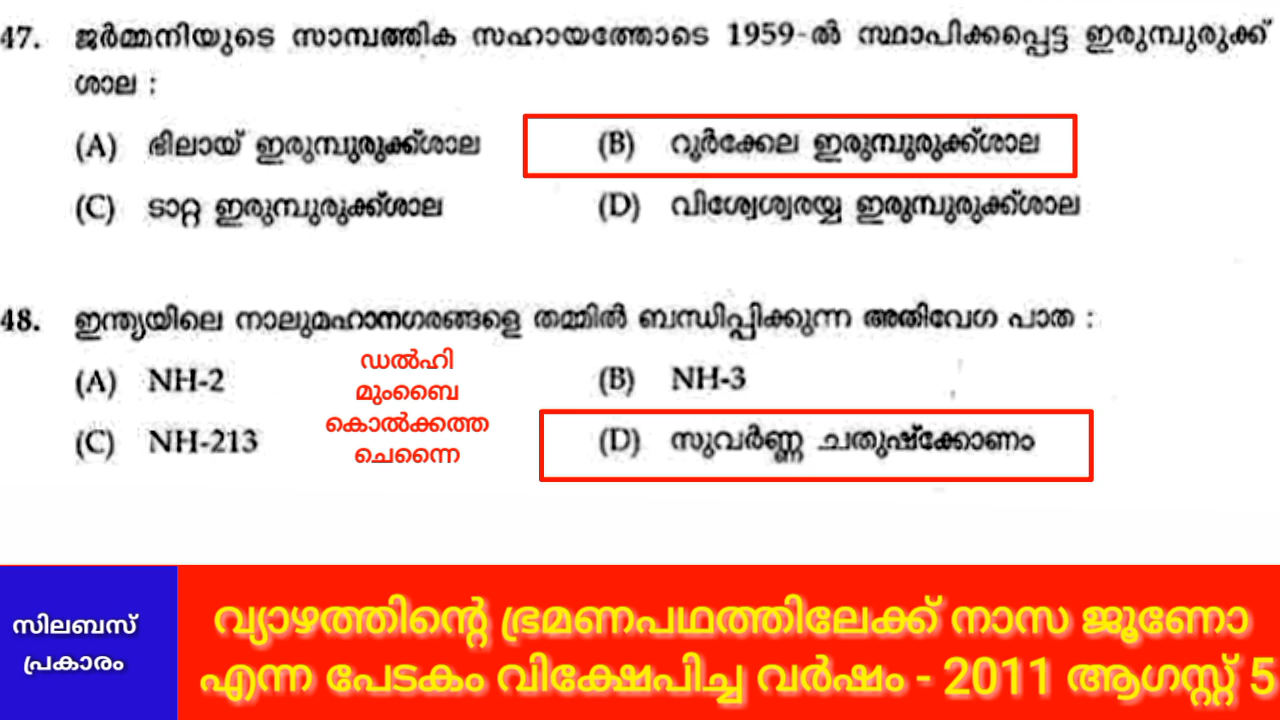 47. ജർമ്മനിയുടെ സാമ്പത്തിക സഹായത്തോടെ 1959-ൽ സ്ഥാപിക്കപ്പെട്ട ഇരുമ്പുരുക്ക്
ശാല :
(A) ഭിലായ് ഇരുമ്പുരുക്ക്ശാല (B) റൂർക്കേല ഇരുമ്പുരുക്ക്ശാല
(C) ടാറ്റ ഇരുമ്പുരുക്ക്ശാല (D) വിശ്വേശ്വരയ്യ ഇരുമ്പുരുക്ക്ശാല
48. ഇന്ത്യയിലെ നാലുമഹാനഗരങ്ങളെ തമ്മിൽ ബന്ധിപ്പിക്കുന്ന അതിവേഗ പാത :
(A) NH-2 (B) NH-3
(C) NH-213 (D) സുവർണ്ണ ചതുഷ്ക്കോണം
ഡൽഹി
മുംബൈ
കൊൽക്കത്ത
ചെന്നൈ
സിലബസ്
പ്രകാരം
വ്യാഴത്തിന്റെ ഭ്രമണപഥത്തിലേക്ക് നാസ ജൂണോ
എന്ന പേടകം വിക്ഷേപിച്ച വർഷം - 2011 ആഗസ്റ്റ് 5